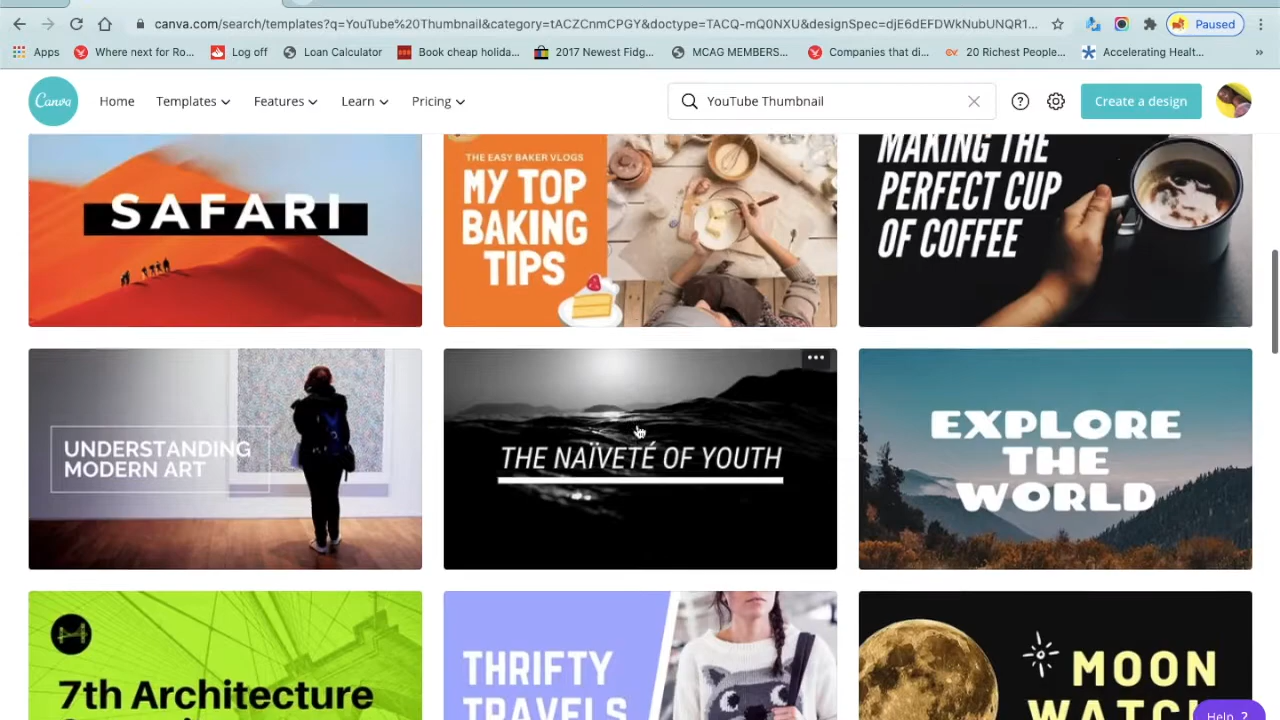 canva.com/search/templates?q=YouTube%20Thumbnail&category=tACZCnmCPGY&doctype=TACQ-mQ0NXU&designSpec=djE6dEFDWkNubUNQR1...
Paused
Apps
Where next for Ro...
Log off
Loan Calculator
Book cheap holida...
2017 Newest Fidg...
MCAS MEMBERS...
Companies that d...
20 Richest People...
Accelerating Healt...
»
Canva
Home
Templates
Features
Learn
Pricing
YouTube Thumbnail
?
Create a design
SAFARI
THE EASY BAKER VLOGS
MY TOP
BAKING
TIPS
MAKING THE
PERFECT CUP
OF COFFEE
UNDERSTANDING
MODERN ART
THE NAÏVETÉ OF YOUTH
EXPLORE
THE
WORLD
7th Architecture
THRIFTY
TRAVELS
MOON
WATCH
Help ?